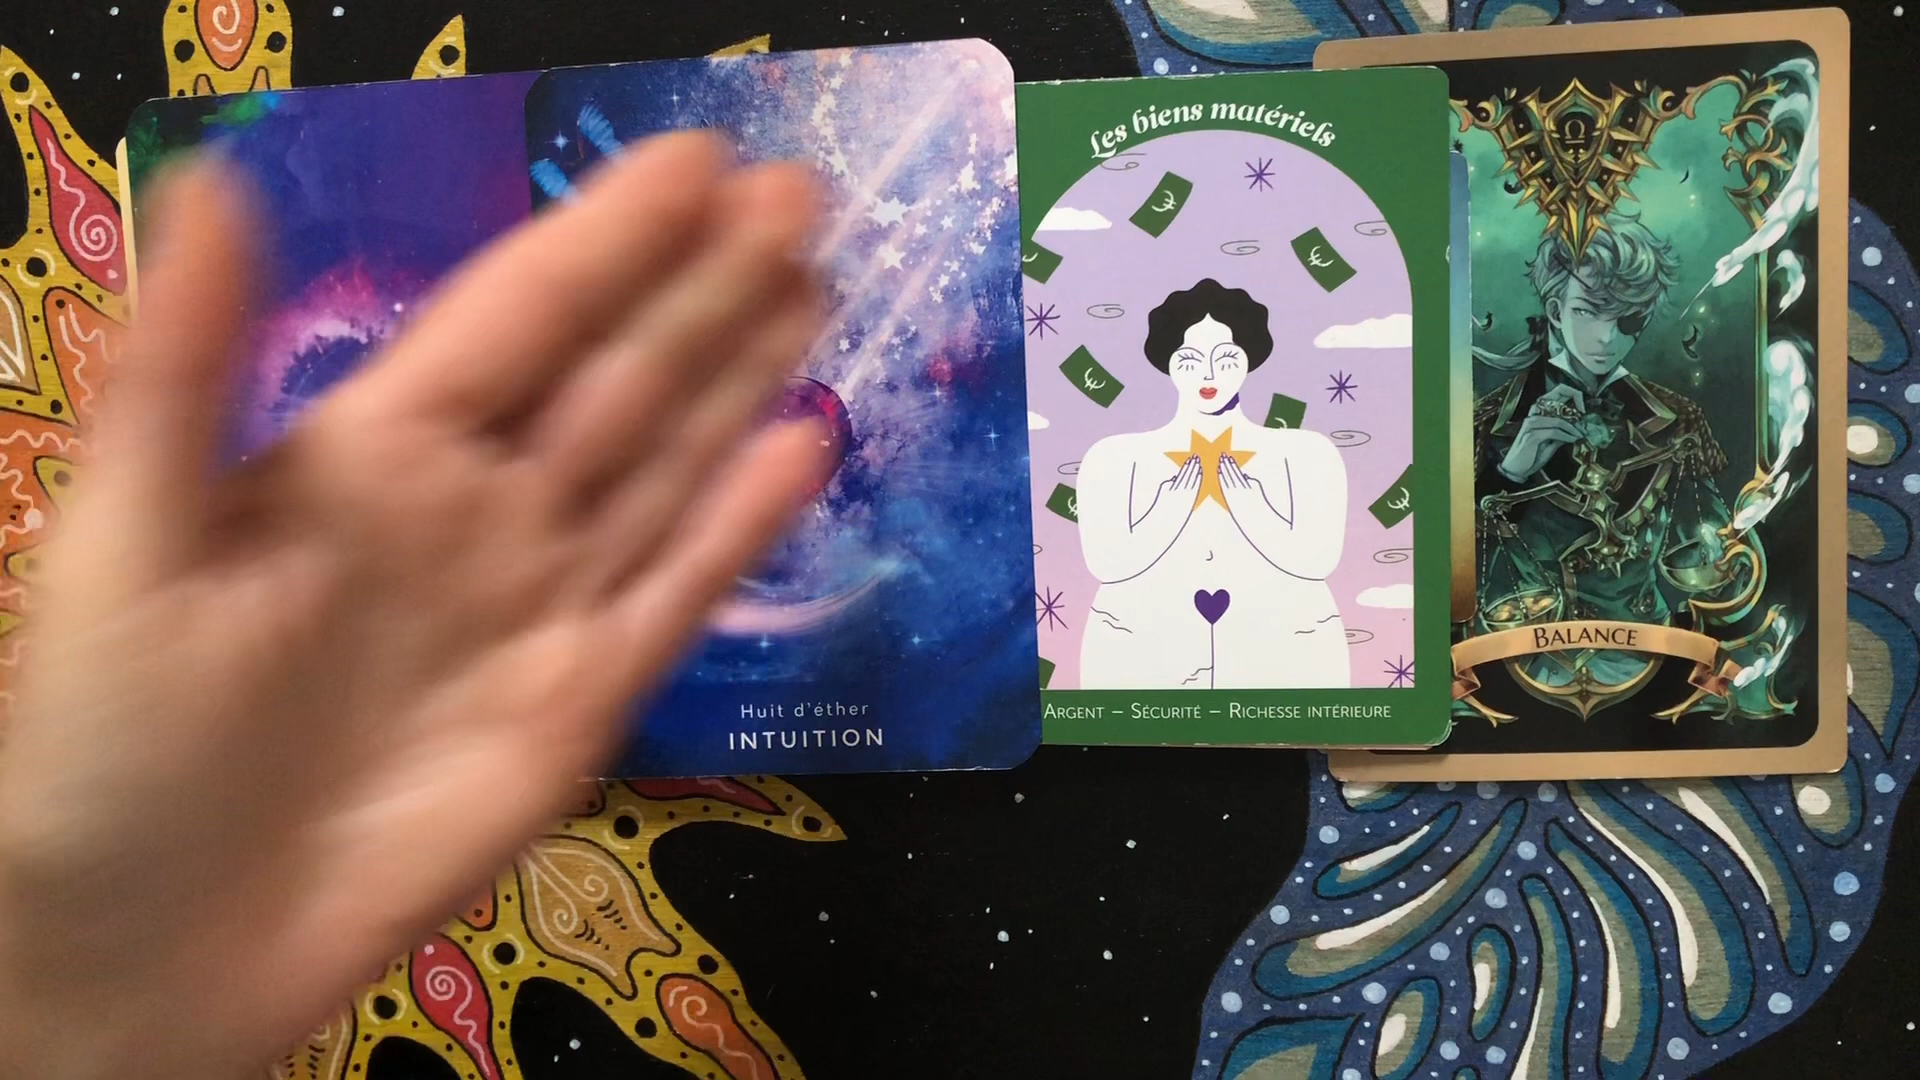 Huit d'éther
INTUITION
Les biens matériels
ARGENT – SÉCURITÉ – RICHESSE INTÉRIEURE
BALANCE